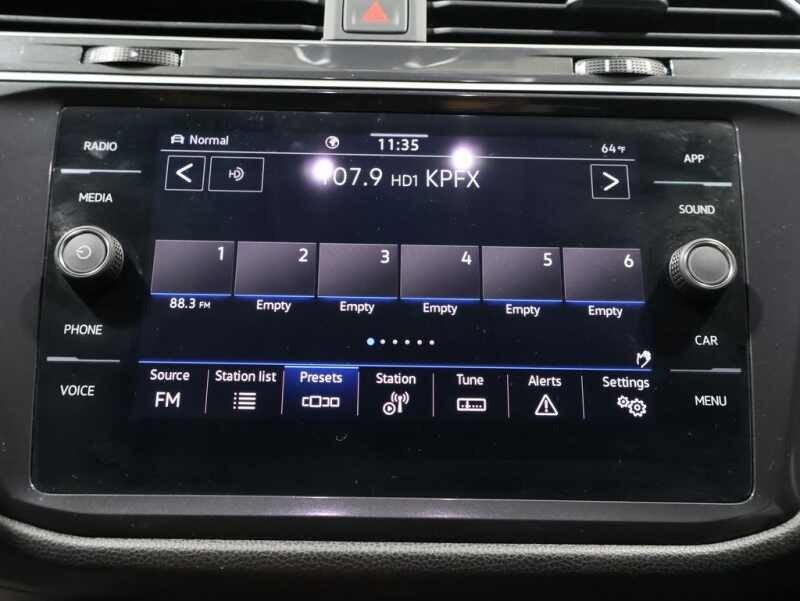 RADIO
MEDIA
PHONE
VOICE
Normal
11:35
64°F
107.9 HD1 KPFX
1 2 3 4 5 6
88.3 FM Empty Empty Empty Empty Empty
Source Station list Presets Station Tune Alerts Settings
FM
APP
SOUND
CAR
MENU